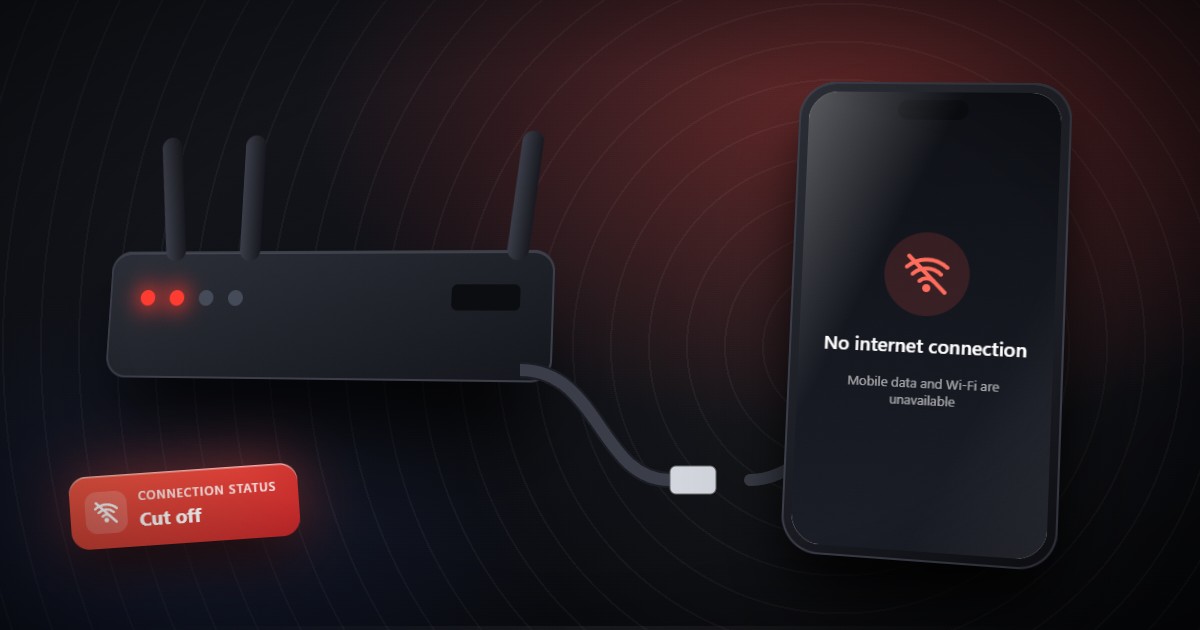 No internet connection
Mobile data and Wi-Fi are
unavailable
CONNECTION STATUS
Cut off